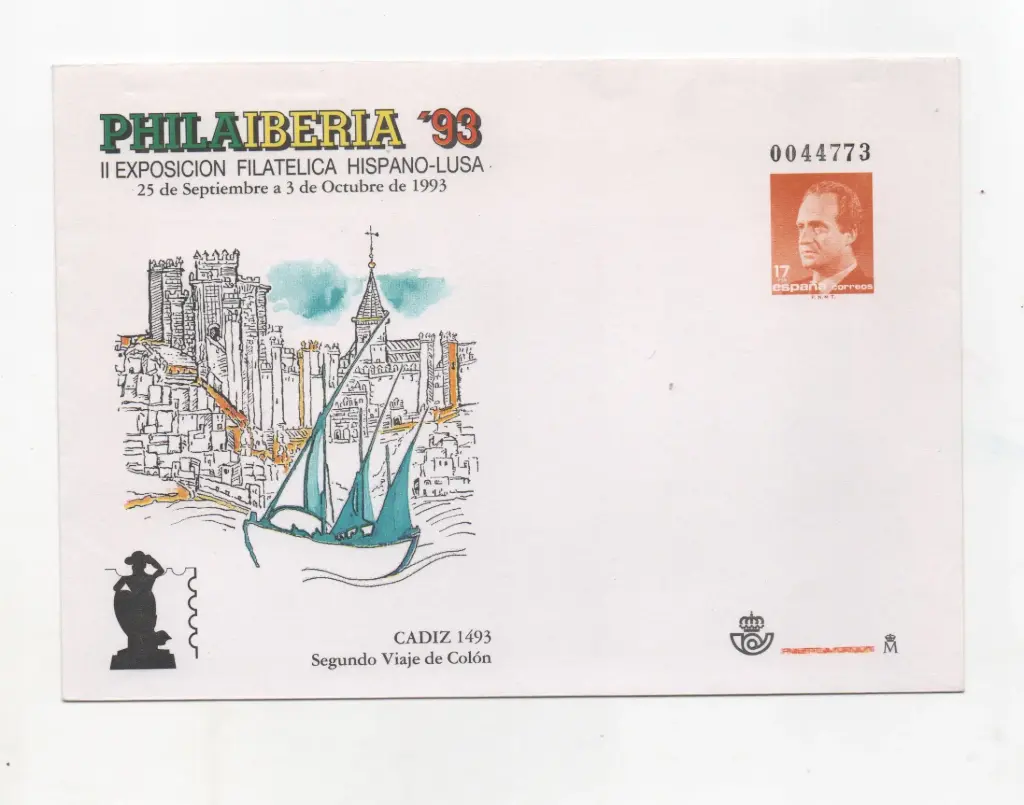 PHILAIBERIA '93
II EXPOSICION FILATELICA HISPANO-LUSA
25 de Septiembre a 3 de Octubre de 1993
0044773
17
PTA
españa correos
F.N.M.T.
CADIZ 1493
Segundo Viaje de Colón
M